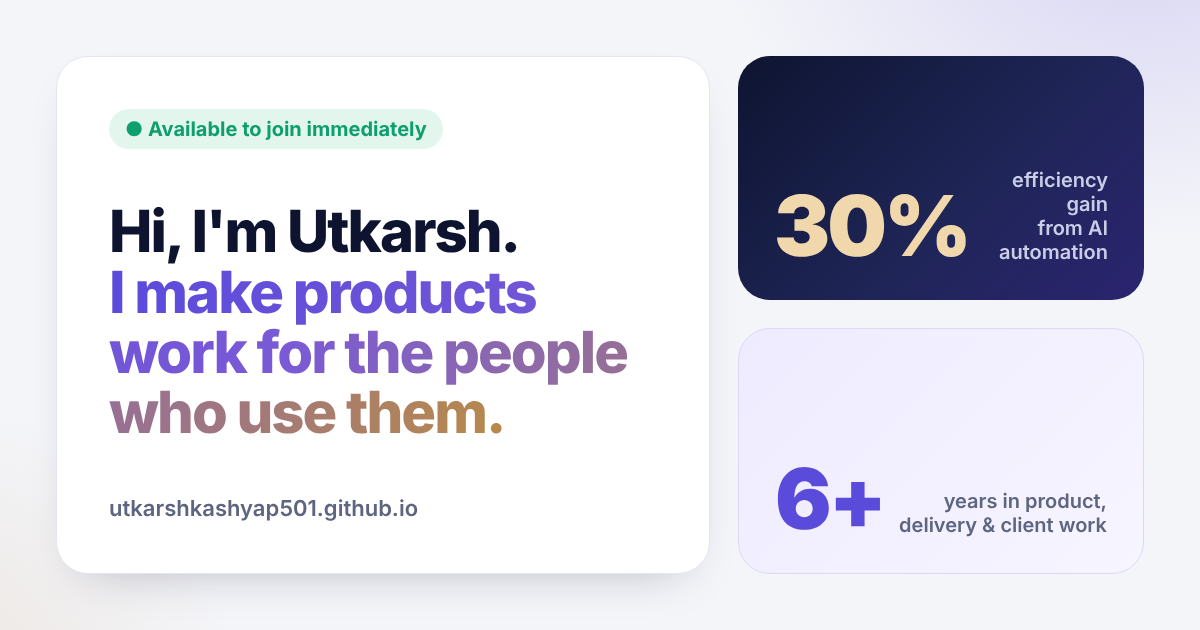 Available to join immediately
Hi, I'm Utkarsh.
I make products
work for the people
who use them.
utkarshkashyap501.github.io
30%
efficiency
gain
from AI
automation
6+
years in product,
delivery & client work